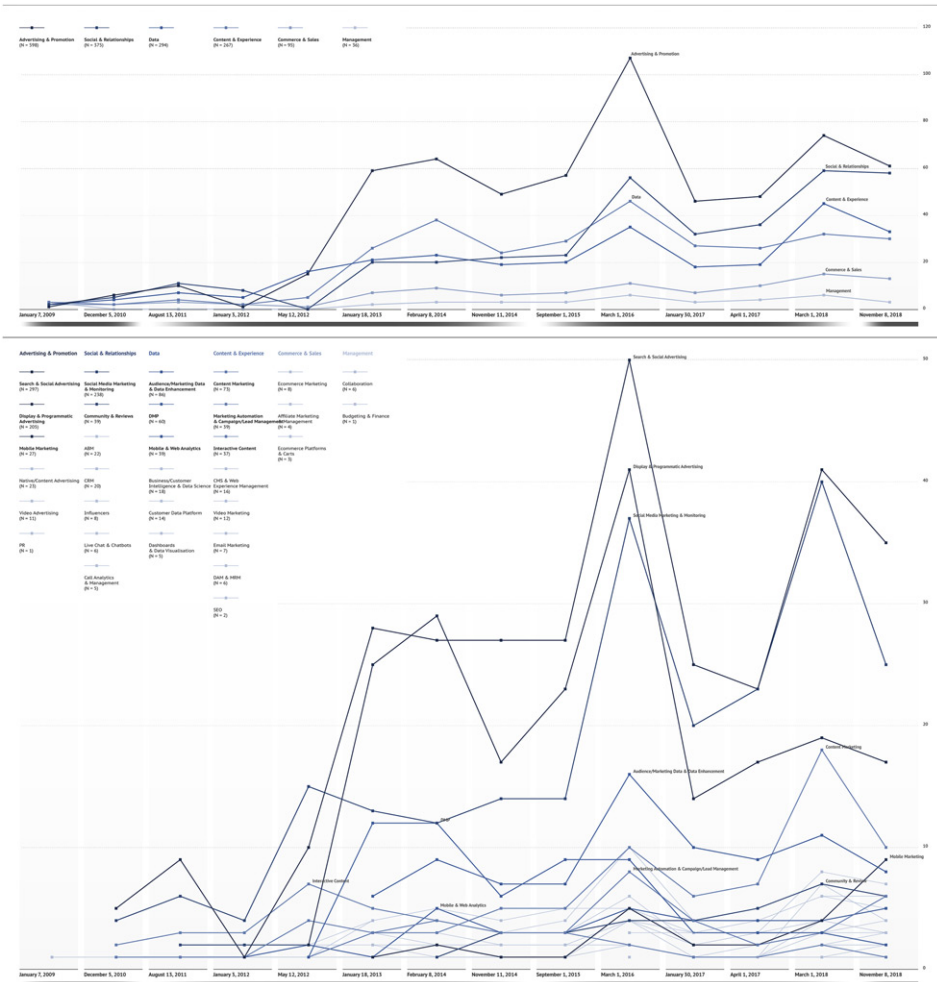 Advertising & Promotion
(N = 398)
Social & Relationships
(N = 375)
Data
(N = 294)
Content & Experience
(N = 267)
Commerce & Sales
(N = 95)
Management
(N = 36)
120
100
80
60
40
20
0
Advertising & Promotion
Social & Relationships
Data
Content & Experience
Commerce & Sales
Management
January 7, 2009
December 5, 2010
August 13, 2011
January 3, 2012
May 12, 2012
January 18, 2013
February 8, 2014
November 11, 2014
September 1, 2015
March 1, 2016
January 30, 2017
April 1, 2017
March 1, 2018
November 8, 2018
Advertising & Promotion
Search & Social Advertising
(N = 297)
Display & Programmatic
Advertising
(N = 205)
Mobile Marketing
(N = 37)
Native/Content Advertising
(N = 23)
Video Advertising
(N = 11)
PR
(N = 1)
Social & Relationships
Social Media Marketing
& Monitoring
(N = 238)
Community & Reviews
(N = 39)
ABM
(N = 22)
CRM
(N = 20)
Influencers
(N = 8)
Live Chat & Chatbots
(N = 6)
Call Analytics
& Management
(N = 5)
Data
Audience/Marketing Data
& Data Enhancement
(N = 86)
DMP
(N = 60)
Mobile & Web Analytics
(N = 39)
Business/Customer
Intelligence & Data Science
(N = 18)
Customer Data Platform
(N = 14)
Dashboards
& Data Visualisation
(N = 5)
Content & Experience
Content Marketing
(N = 73)
Marketing Automation
& Campaign/Lead Management
(N = 39)
Interactive Content
(N = 37)
CMS & Web
Experience Management
(N = 16)
Video Marketing
(N = 12)
Email Marketing
(N = 7)
DAM & MRM
(N = 6)
SEO
(N = 2)
Commerce & Sales
Ecommerce Marketing
(N = 8)
Affiliate Marketing
& Management
(N = 4)
Ecommerce Platforms
& Carts
(N = 3)
Management
Collaboration
(N = 6)
Budgeting & Finance
(N = 1)
50
40
30
20
10
0
Search & Social Advertising
Display & Programmatic Advertising
Social Media Marketing & Monitoring
Audience/Marketing Data & Data Enhancement
Content Marketing
DMP
Mobile Marketing
Marketing Automation & Campaign/Lead Management
Interactive Content
Community & Reviews
Mobile & Web Analytics
January 7, 2009
December 5, 2010
August 13, 2011
January 3, 2012
May 12, 2012
January 18, 2013
February 8, 2014
November 11, 2014
September 1, 2015
March 1, 2016
January 30, 2017
April 1, 2017
March 1, 2018
November 8, 2018